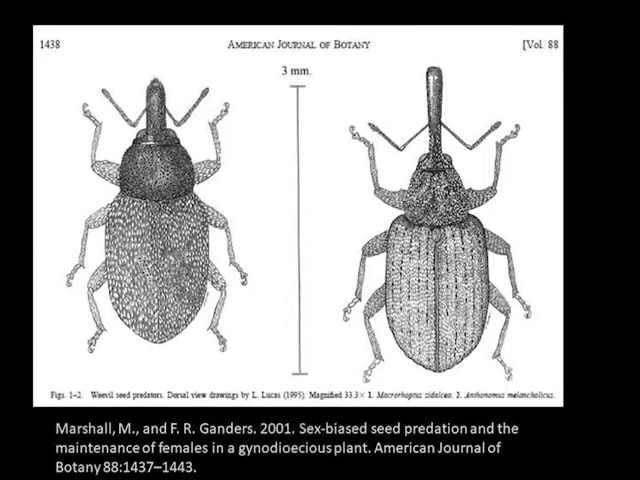 1438 AMERICAN JOURNAL OF BOTANY [Vol. 88
3 mm.
Figs. 1–2. Weevil seed predators. Dorsal view drawings by L. Lucas (1995). Magnified 33.3× 1. Macrorhoptus sidalceae. 2. Anthonomus melancholicus.
Marshall, M., and F. R. Ganders. 2001. Sex-biased seed predation and the
maintenance of females in a gynodioecious plant. American Journal of
Botany 88:1437–1443.